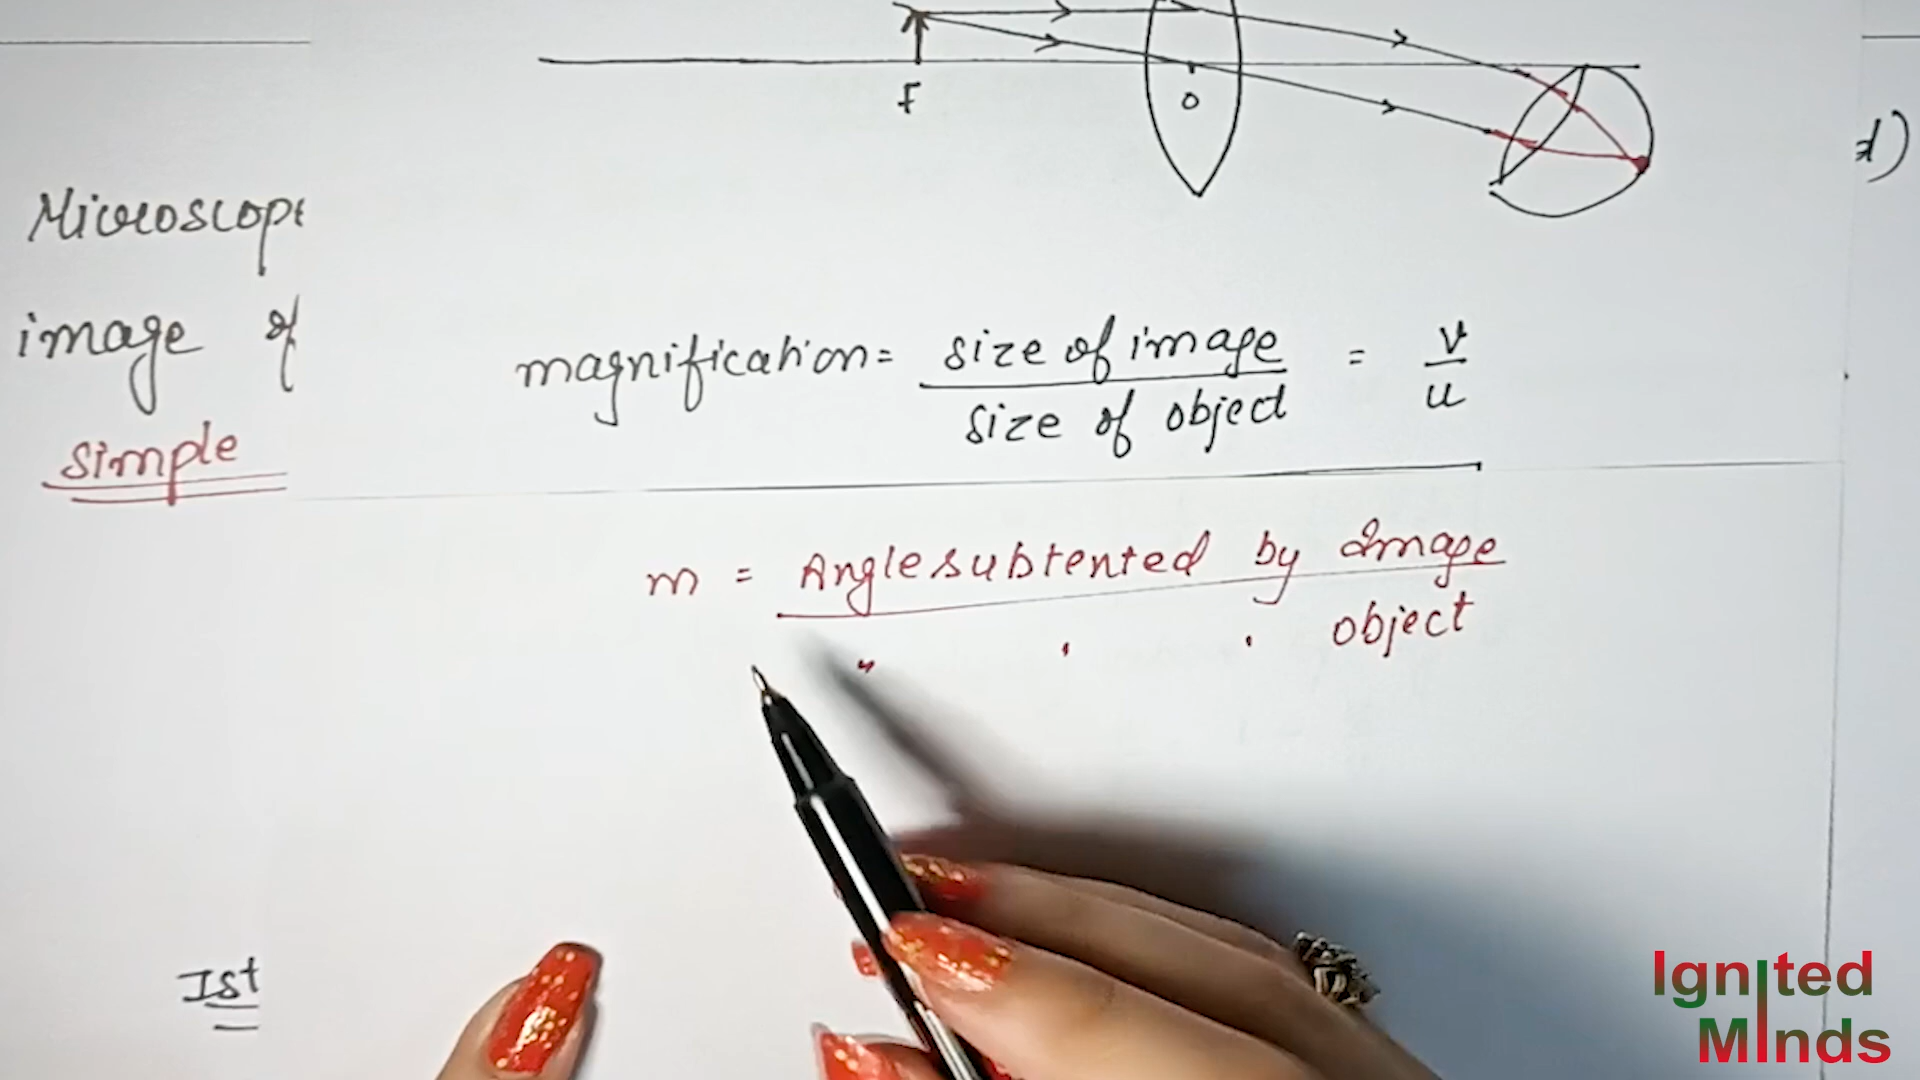 F
O
d)
Microscope
image of
simple
magnification = size of image / size of object = v / u
m = Angle subtented by Image / " ' ' object
Ist
Ignited
Minds